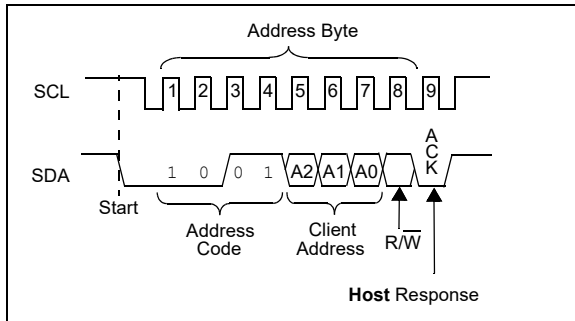 Address Byte
SCL 1 2 3 4 5 6 7 8 9
SDA 1 0 0 1 A2 A1 A0 ACK
Start
Address Code
Client Address
R/W̅
Host Response